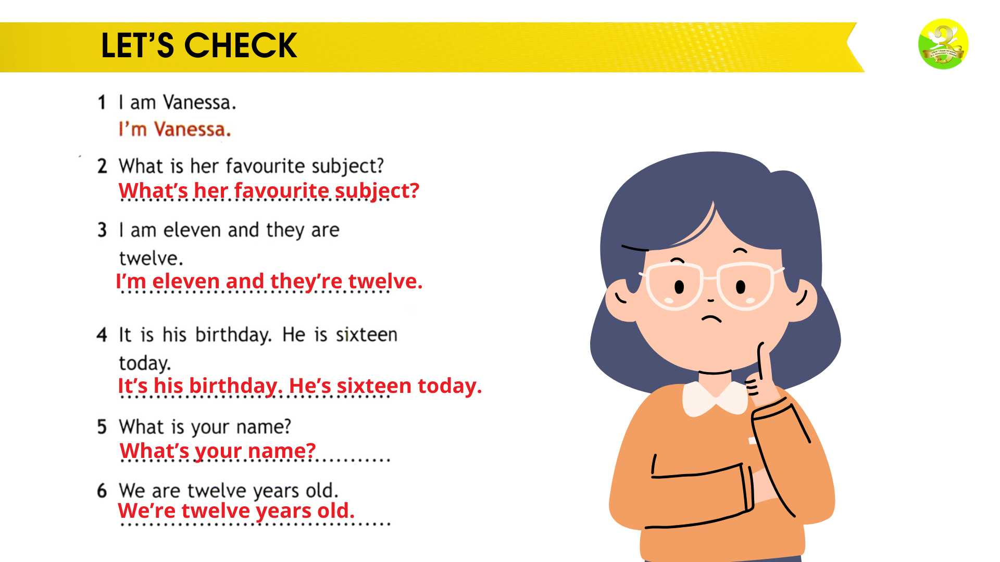 LET’S CHECK
1 I am Vanessa.
I’m Vanessa.
2 What is her favourite subject?
What’s her favourite subject?
3 I am eleven and they are
twelve.
I’m eleven and they’re twelve.
4 It is his birthday. He is sixteen
today.
It’s his birthday. He’s sixteen today.
5 What is your name?
What’s your name?
6 We are twelve years old.
We’re twelve years old.